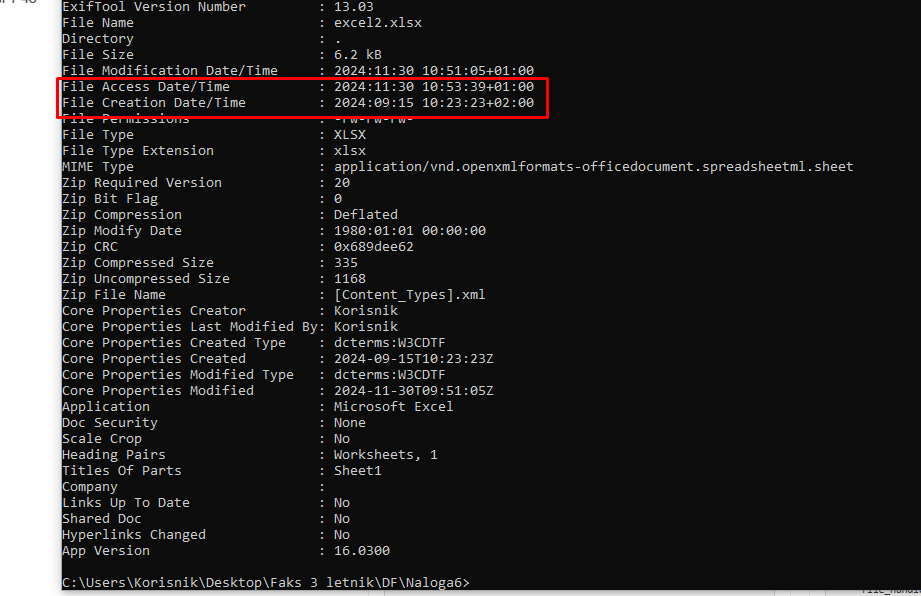 ExifTool Version Number         : 13.03
File Name                       : excel2.xlsx
Directory                       : .
File Size                       : 6.2 kB
File Modification Date/Time     : 2024:11:30 10:51:05+01:00
File Access Date/Time           : 2024:11:30 10:53:39+01:00
File Creation Date/Time         : 2024:09:15 10:23:23+02:00
File Permissions                : -rw-rw-rw-
File Type                       : XLSX
File Type Extension             : xlsx
MIME Type                       : application/vnd.openxmlformats-officedocument.spreadsheetml.sheet
Zip Required Version            : 20
Zip Bit Flag                    : 0
Zip Compression                 : Deflated
Zip Modify Date                 : 1980:01:01 00:00:00
Zip CRC                         : 0x689dee62
Zip Compressed Size             : 335
Zip Uncompressed Size           : 1168
Zip File Name                   : [Content_Types].xml
Core Properties Creator         : Korisnik
Core Properties Last Modified By: Korisnik
Core Properties Created Type    : dcterms:W3CDTF
Core Properties Created         : 2024-09-15T10:23:23Z
Core Properties Modified Type   : dcterms:W3CDTF
Core Properties Modified        : 2024-11-30T09:51:05Z
Application                     : Microsoft Excel
Doc Security                    : None
Scale Crop                      : No
Heading Pairs                   : Worksheets, 1
Titles Of Parts                 : Sheet1
Company                         :
Links Up To Date                : No
Shared Doc                      : No
Hyperlinks Changed              : No
App Version                     : 16.0300
C:\Users\Korisnik\Desktop\Faks 3 letnik\DF\Naloga6>